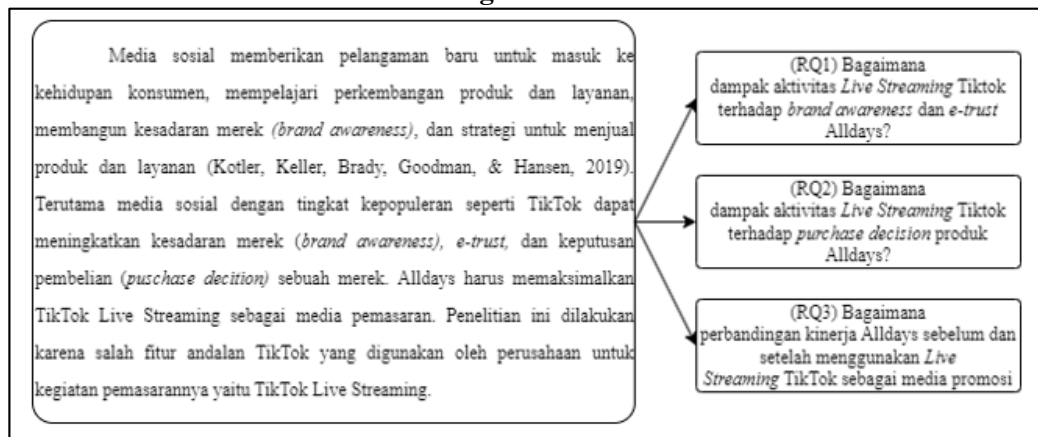 Media sosial memberikan pelangaman baru untuk masuk ke
kehidupan konsumen, mempelajari perkembangan produk dan layanan,
membangun kesadaran merek (brand awareness), dan strategi untuk menjual
produk dan layanan (Kotler, Keller, Brady, Goodman, & Hansen, 2019).
Terutama media sosial dengan tingkat kepopuleran seperti TikTok dapat
meningkatkan kesadaran merek (brand awareness), e-trust, dan keputusan
pembelian (puschase decition) sebuah merek. Alldays harus memaksimalkan
TikTok Live Streaming sebagai media pemasaran. Penelitian ini dilakukan
karena salah fitur andalan TikTok yang digunakan oleh perusahaan untuk
kegiatan pemasarannya yaitu TikTok Live Streaming.
(RQ1) Bagaimana
dampak aktivitas Live Streaming Tiktok
terhadap brand awareness dan e-trust
Alldays?
(RQ2) Bagaimana
dampak aktivitas Live Streaming Tiktok
terhadap purchase decision produk
Alldays?
(RQ3) Bagaimana
perbandingan kinerja Alldays sebelum dan
setelah menggunakan Live
Streaming TikTok sebagai media promosi